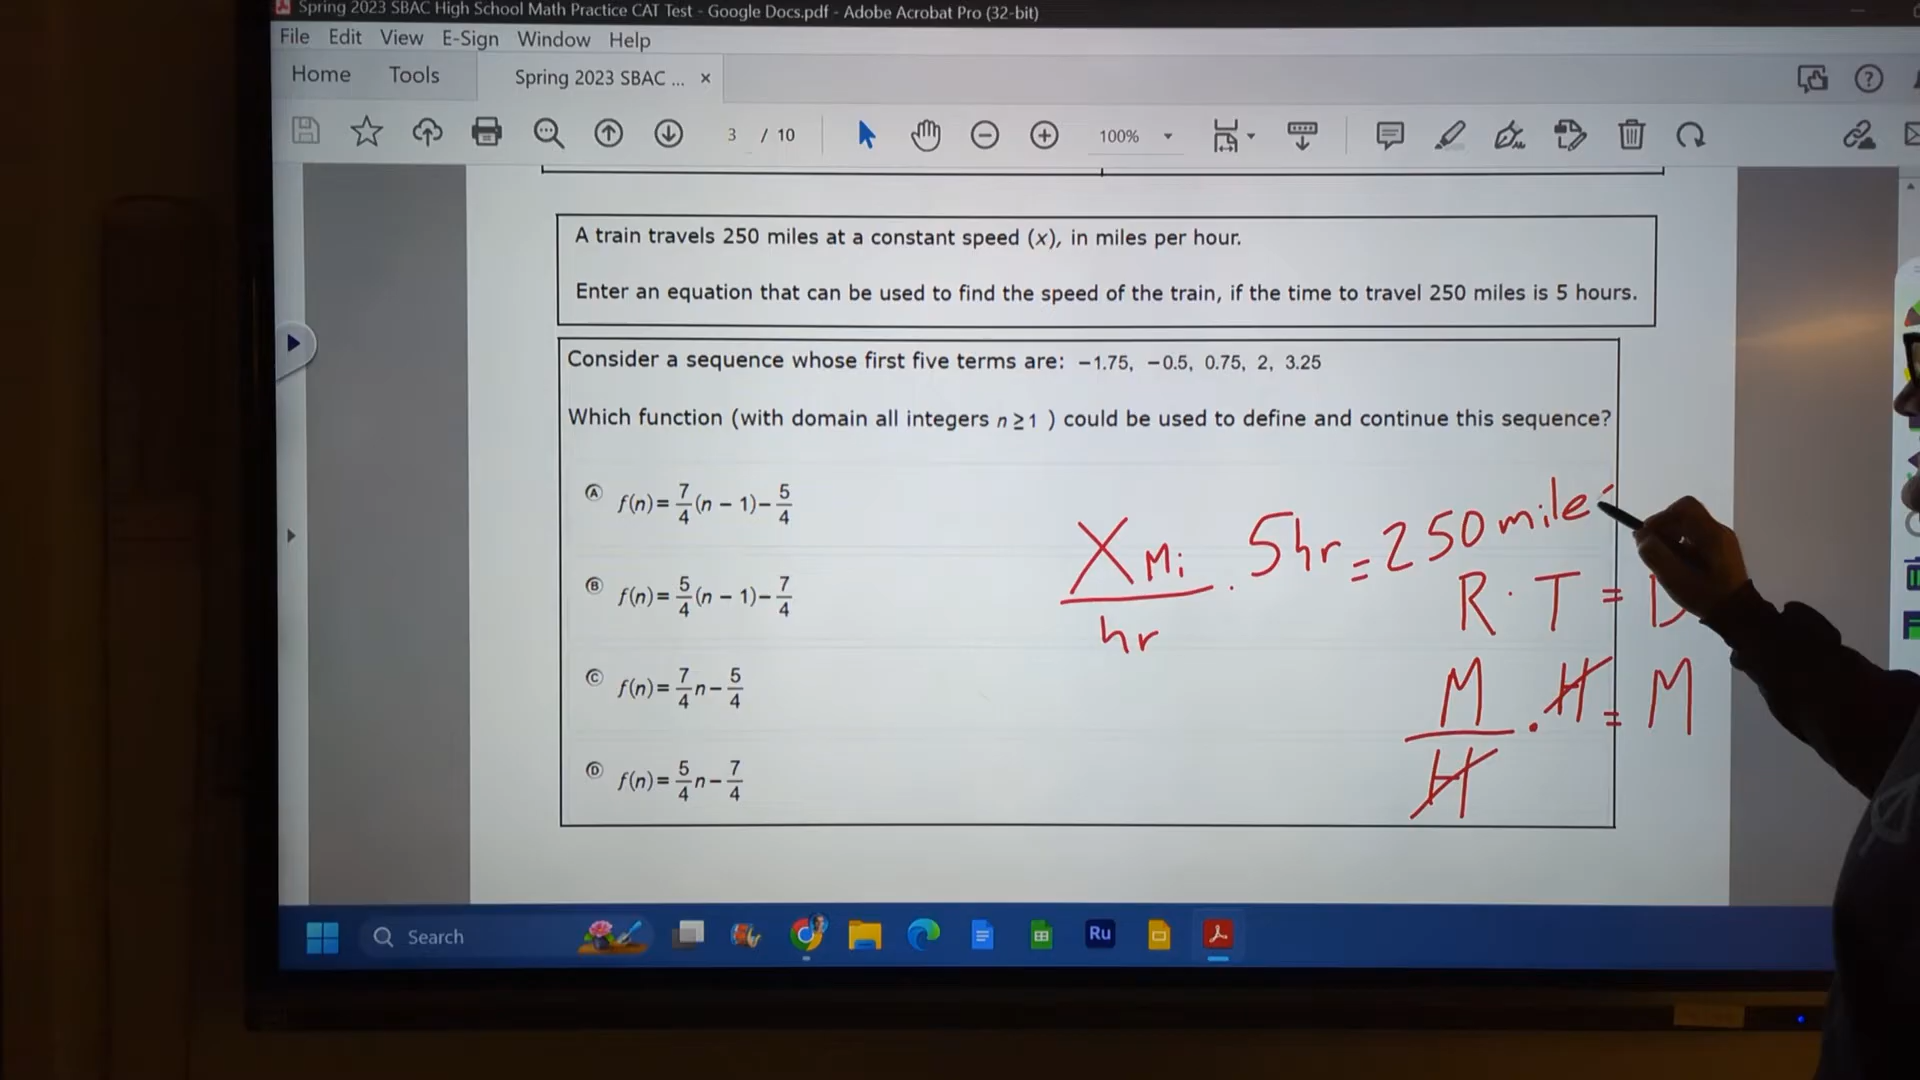 Spring 2023 SBAC High School Math Practice CAT Test - Google Docs.pdf - Adobe Acrobat Pro (32-bit)
File Edit View E-Sign Window Help
Home Tools Spring 2023 SBAC ... ×
3 / 10 100%
A train travels 250 miles at a constant speed (x), in miles per hour.
Enter an equation that can be used to find the speed of the train, if the time to travel 250 miles is 5 hours.
Consider a sequence whose first five terms are: −1.75, −0.5, 0.75, 2, 3.25
Which function (with domain all integers n ≥ 1 ) could be used to define and continue this sequence?
A f(n)= 7/4 (n − 1)− 5/4
B f(n)= 5/4 (n − 1)− 7/4
C f(n)= 7/4 n − 5/4
D f(n)= 5/4 n − 7/4
X Mi / hr . 5hr = 250 miles
R · T = D
M / H . H = M
Search
Ru